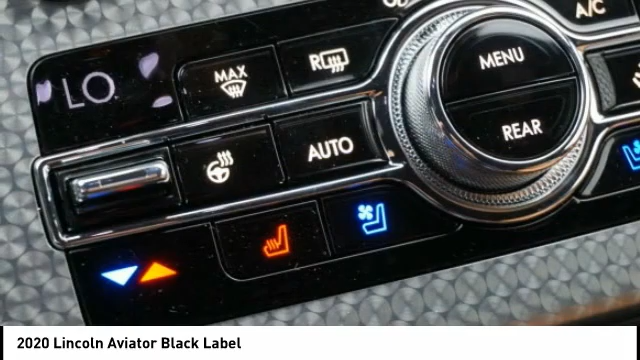 A/C
MAX
R
LO
MENU
AUTO
REAR
2020 Lincoln Aviator Black Label